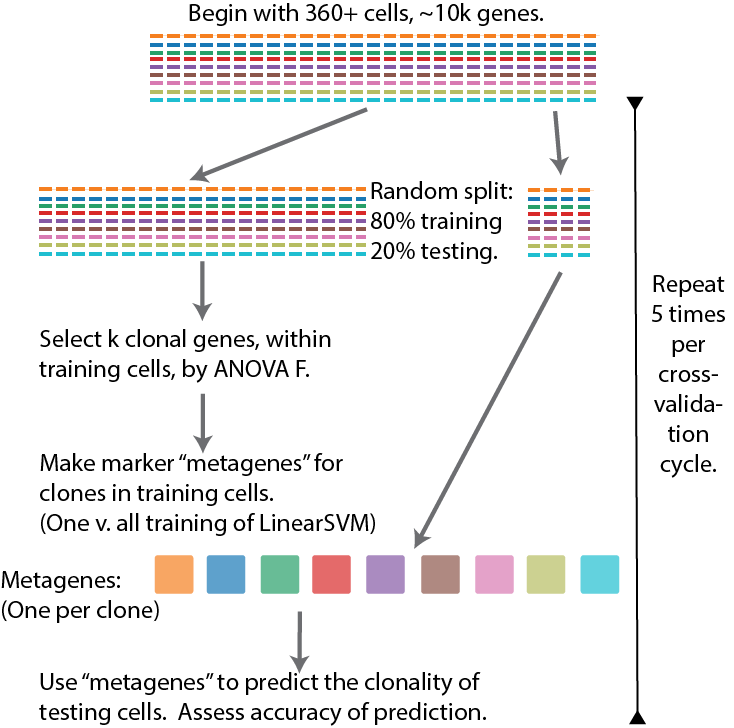 Begin with 360+ cells, ~10k genes.
Random split:
80% training
20% testing.
Select k clonal genes, within
training cells, by ANOVA F.
Make marker “metagenes” for
clones in training cells.
(One v. all training of LinearSVM)
Metagenes:
(One per clone)
Use “metagenes” to predict the clonality of
testing cells.  Assess accuracy of prediction.
Repeat
5 times
per
cross-
valida-
tion
cycle.